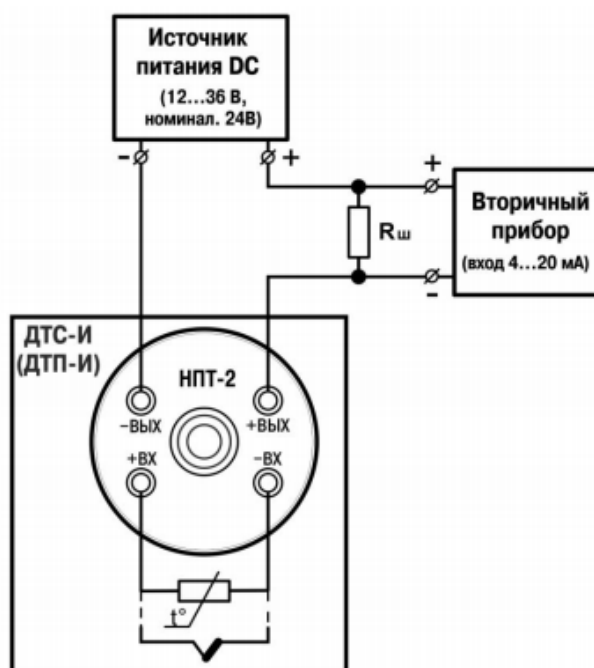 Источник
питания DC
(12...36 В,
номинал. 24В)
- +
+
Вторичный
прибор
(вход 4...20 мА)
-
Rш
ДТС-И
(ДТП-И)
НПТ-2
-ВЫХ +ВЫХ
+ВХ -ВХ
t°